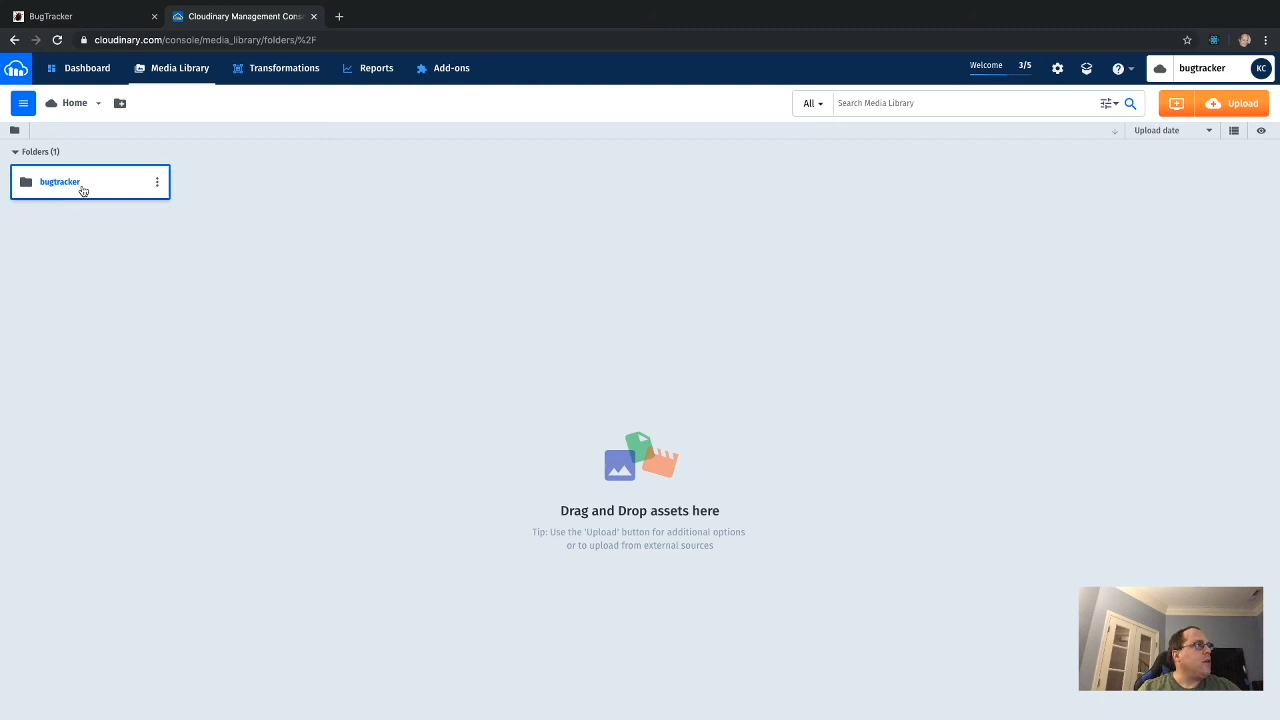 BugTracker
Cloudinary Management Cons
cloudinary.com/console/media_library/folders/%2F
Dashboard
Media Library
Transformations
Reports
Add-ons
Welcome
3/5
bugtracker
KC
Home
All
Search Media Library
Upload
Upload date
Folders (1)
bugtracker
Drag and Drop assets here
Tip: Use the 'Upload' button for additional options
or to upload from external sources